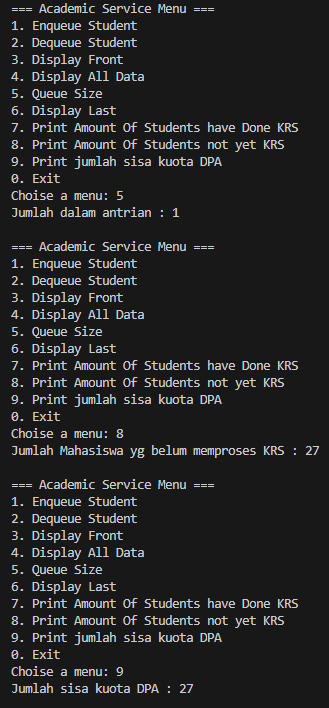 === Academic Service Menu ===
1. Enqueue Student
2. Dequeue Student
3. Display Front
4. Display All Data
5. Queue Size
6. Display Last
7. Print Amount Of Students have Done KRS
8. Print Amount Of Students not yet KRS
9. Print jumlah sisa kuota DPA
0. Exit
Choise a menu: 5
Jumlah dalam antrian : 1
=== Academic Service Menu ===
1. Enqueue Student
2. Dequeue Student
3. Display Front
4. Display All Data
5. Queue Size
6. Display Last
7. Print Amount Of Students have Done KRS
8. Print Amount Of Students not yet KRS
9. Print jumlah sisa kuota DPA
0. Exit
Choise a menu: 8
Jumlah Mahasiswa yg belum memproses KRS : 27
=== Academic Service Menu ===
1. Enqueue Student
2. Dequeue Student
3. Display Front
4. Display All Data
5. Queue Size
6. Display Last
7. Print Amount Of Students have Done KRS
8. Print Amount Of Students not yet KRS
9. Print jumlah sisa kuota DPA
0. Exit
Choise a menu: 9
Jumlah sisa kuota DPA : 27